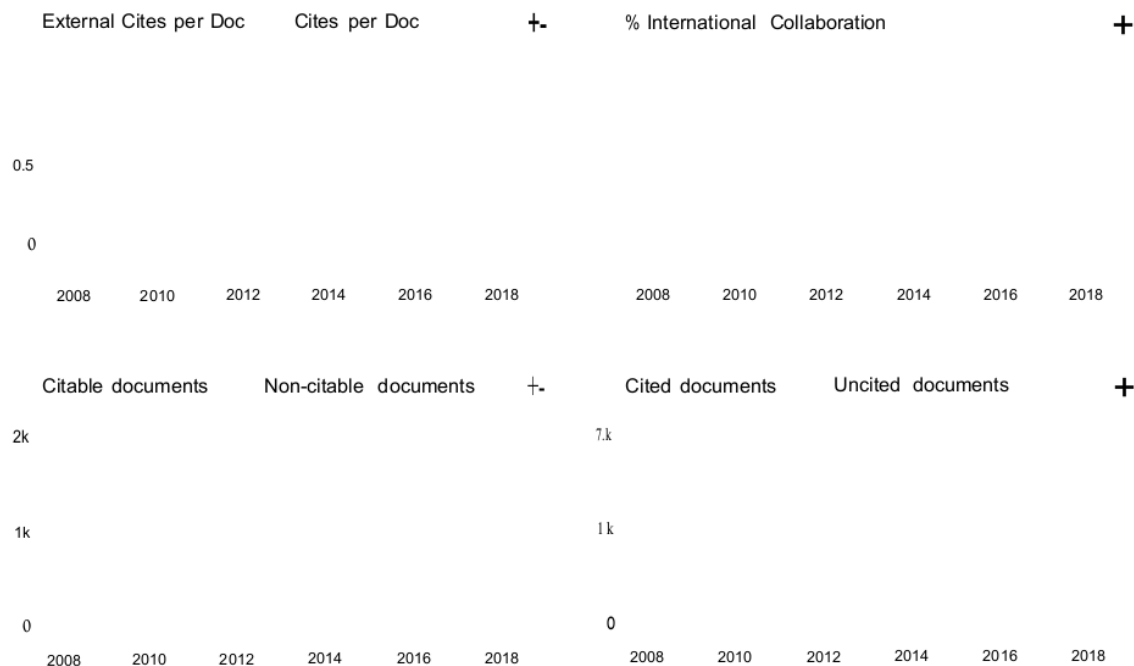 External Cites per Doc Cites per Doc +-
% International Collaboration +
0.5
0
2008 2010 2012 2014 2016 2018
2008 2010 2012 2014 2016 2018
Citable documents Non-citable documents +-
Cited documents Uncited documents +
2k
1k
0
2008 2010 2012 2014 2016 2018
7.k
1 k
0
2008 2010 2012 2014 2016 2018